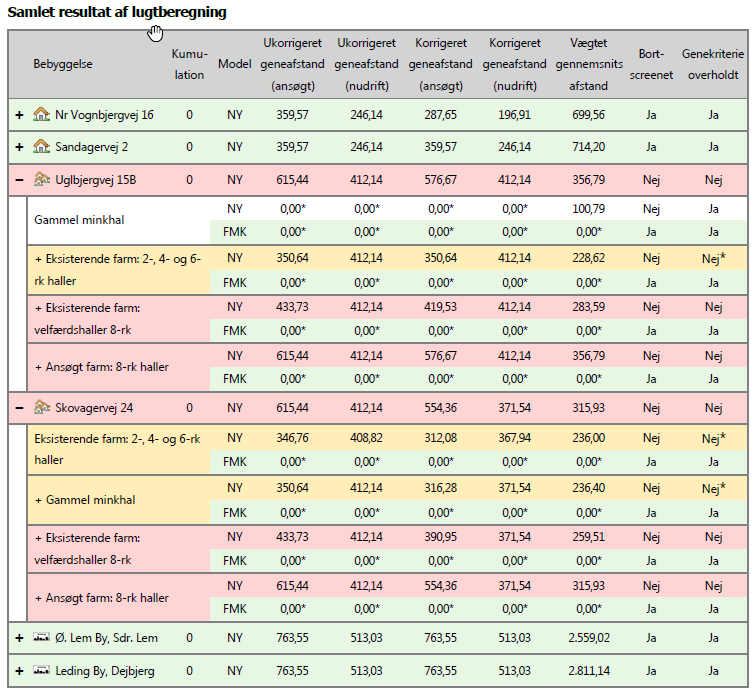 Samlet resultat af lugtberegning
Bebyggelse Kumu-lation Model Ukorrigeret geneafstand (ansøgt) Ukorrigeret geneafstand (nudrift) Korrigeret geneafstand (ansøgt) Korrigeret geneafstand (nudrift) Vægtet gennemsnits afstand Bort-screenet Genekriterie overholdt
+ Nr Vognbjergvej 16 0 NY 359,57 246,14 287,65 196,91 699,56 Ja Ja
+ Sandagervej 2 0 NY 359,57 246,14 359,57 246,14 714,20 Ja Ja
− Uglbjergvej 15B 0 NY 615,44 412,14 576,67 412,14 356,79 Nej Nej
Gammel minkhal NY 0,00* 0,00* 0,00* 0,00* 100,79 Nej Ja
FMK 0,00* 0,00* 0,00* 0,00* 0,00* Ja Ja
+ Eksisterende farm: 2-, 4- og 6-rk haller NY 350,64 412,14 350,64 412,14 228,62 Nej Nej*
FMK 0,00* 0,00* 0,00* 0,00* 0,00* Ja Ja
+ Eksisterende farm: velfærdshaller 8-rk NY 433,73 412,14 419,53 412,14 283,59 Nej Nej
FMK 0,00* 0,00* 0,00* 0,00* 0,00* Ja Ja
+ Ansøgt farm: 8-rk haller NY 615,44 412,14 576,67 412,14 356,79 Nej Nej
FMK 0,00* 0,00* 0,00* 0,00* 0,00* Ja Ja
− Skovagervej 24 0 NY 615,44 412,14 554,36 371,54 315,93 Nej Nej
Eksisterende farm: 2-, 4- og 6-rk haller NY 346,76 408,82 312,08 367,94 236,00 Nej Nej*
FMK 0,00* 0,00* 0,00* 0,00* 0,00* Ja Ja
+ Gammel minkhal NY 350,64 412,14 316,28 371,54 236,40 Nej Nej*
FMK 0,00* 0,00* 0,00* 0,00* 0,00* Ja Ja
+ Eksisterende farm: velfærdshaller 8-rk NY 433,73 412,14 390,95 371,54 259,51 Nej Nej
FMK 0,00* 0,00* 0,00* 0,00* 0,00* Ja Ja
+ Ansøgt farm: 8-rk haller NY 615,44 412,14 554,36 371,54 315,93 Nej Nej
FMK 0,00* 0,00* 0,00* 0,00* 0,00* Ja Ja
+ Ø. Lem By, Sdr. Lem 0 NY 763,55 513,03 763,55 513,03 2.559,02 Ja Ja
+ Leding By, Dejbjerg 0 NY 763,55 513,03 763,55 513,03 2.811,14 Ja Ja